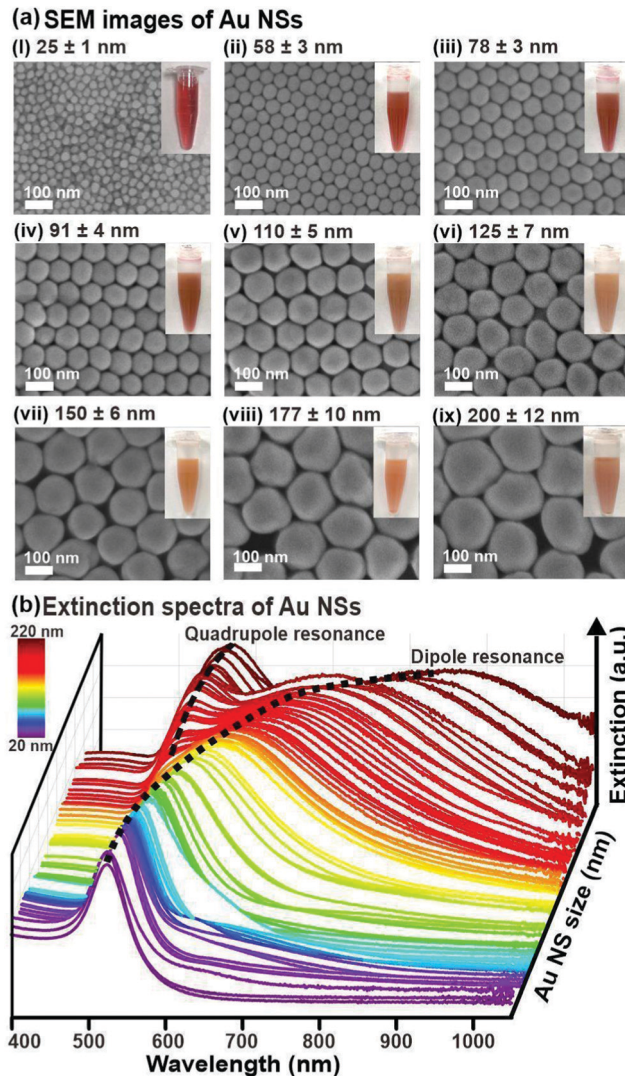 (a) SEM images of Au NSs
(l) 25 ± 1 nm
(ii) 58 ± 3 nm
(iii) 78 ± 3 nm
100 nm
100 nm
100 nm
(iv) 91 ± 4 nm
(v) 110 ± 5 nm
(vi) 125 ± 7 nm
100 nm
100 nm
100 nm
(vii) 150 ± 6 nm
(viii) 177 ± 10 nm
(ix) 200 ± 12 nm
100 nm
100 nm
100 nm
(b) Extinction spectra of Au NSs
220 nm
20 nm
Quadrupole resonance
Dipole resonance
Extinction (a.u.)
Au NS size (nm)
400 500 600 700 800 900 1000
Wavelength (nm)